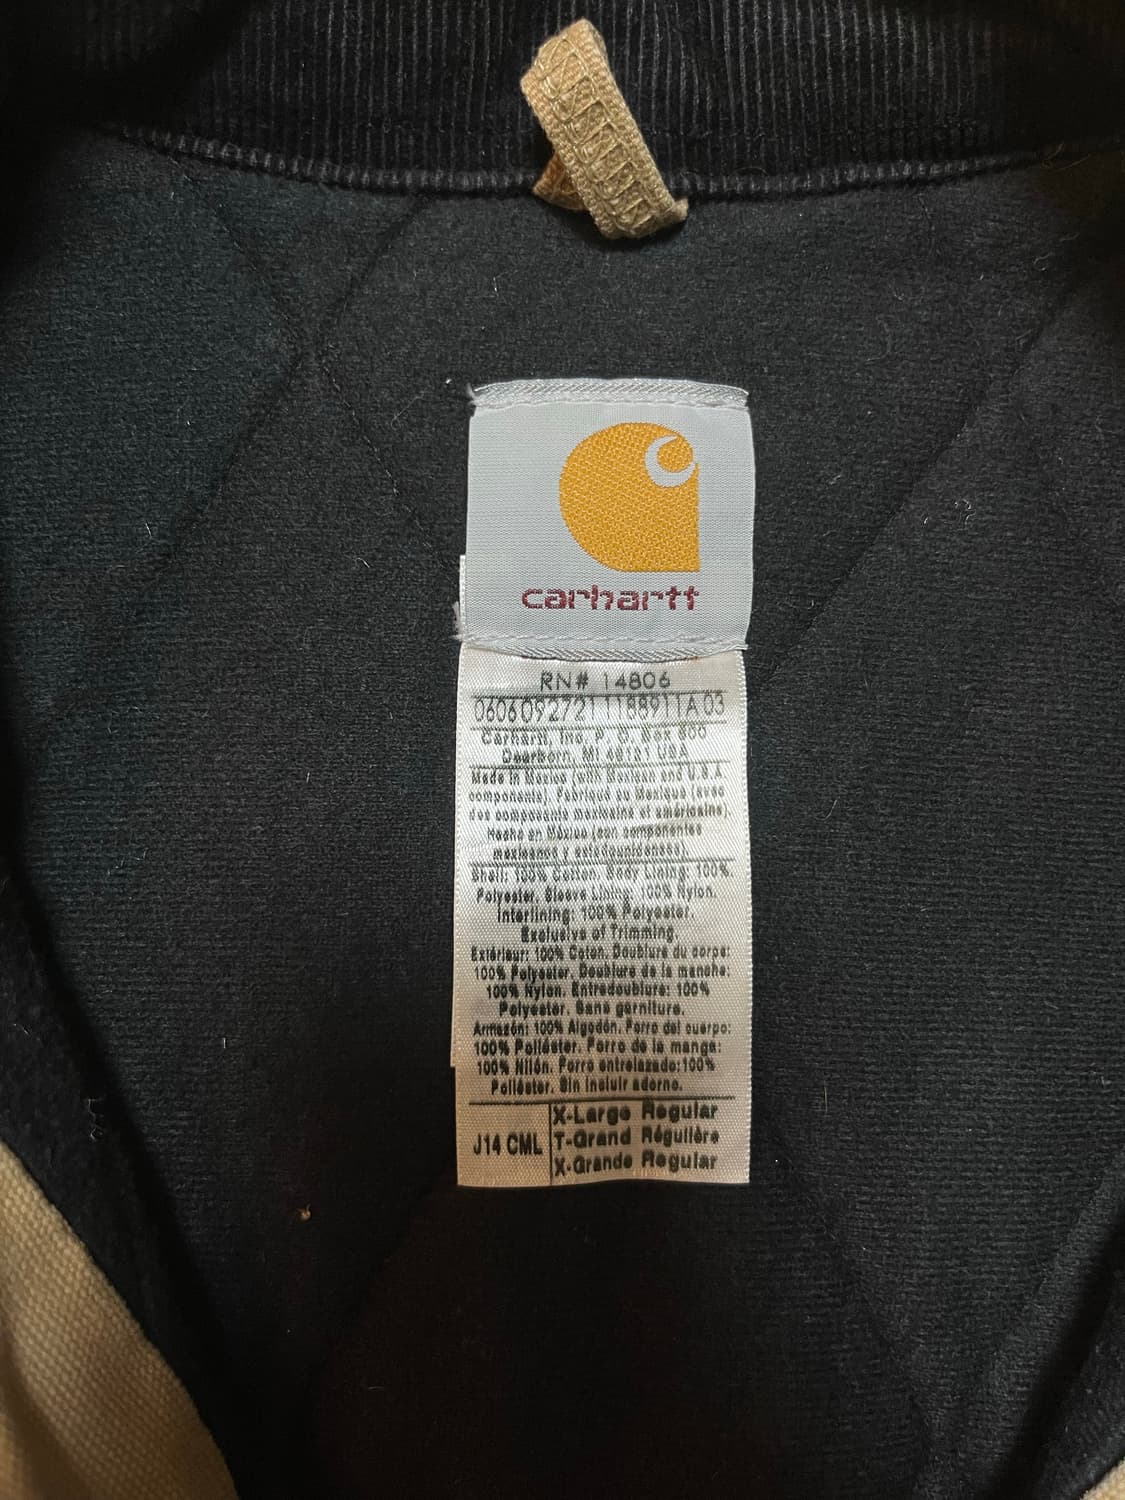 carhartt
RN# 14806
0606092721118891 1A03
Carhartt, Inc. P. O. Box 600
Dearborn, MI 48121 USA
Made in Mexico (with Mexican and U.S.A.
components). Fabriqué au Mexique (avec
des composants mexicains et américains).
Hecho en México (con componentes
mexicanos y estadounidenses).
Shell: 100% Cotton. Body Lining: 100%
Polyester. Sleeve Lining: 100% Nylon.
Interlining: 100% Polyester.
Exclusive of Trimming
Extérieur: 100% Coton. Doublure du corps:
100% Polyester. Doublure de la manche:
100% Nylon. Entredoublure: 100%
Polyester. Sans garniture.
Armazón: 100% Algodón. Forro del cuerpo:
100% Poliéster. Forro de la manga:
100% Nilón. Forro entrelazado:100%
Poliéster. Sin incluir adorno.
J14 CML
X-Large Regular
T-Grand Régulière
X-Grande Regular